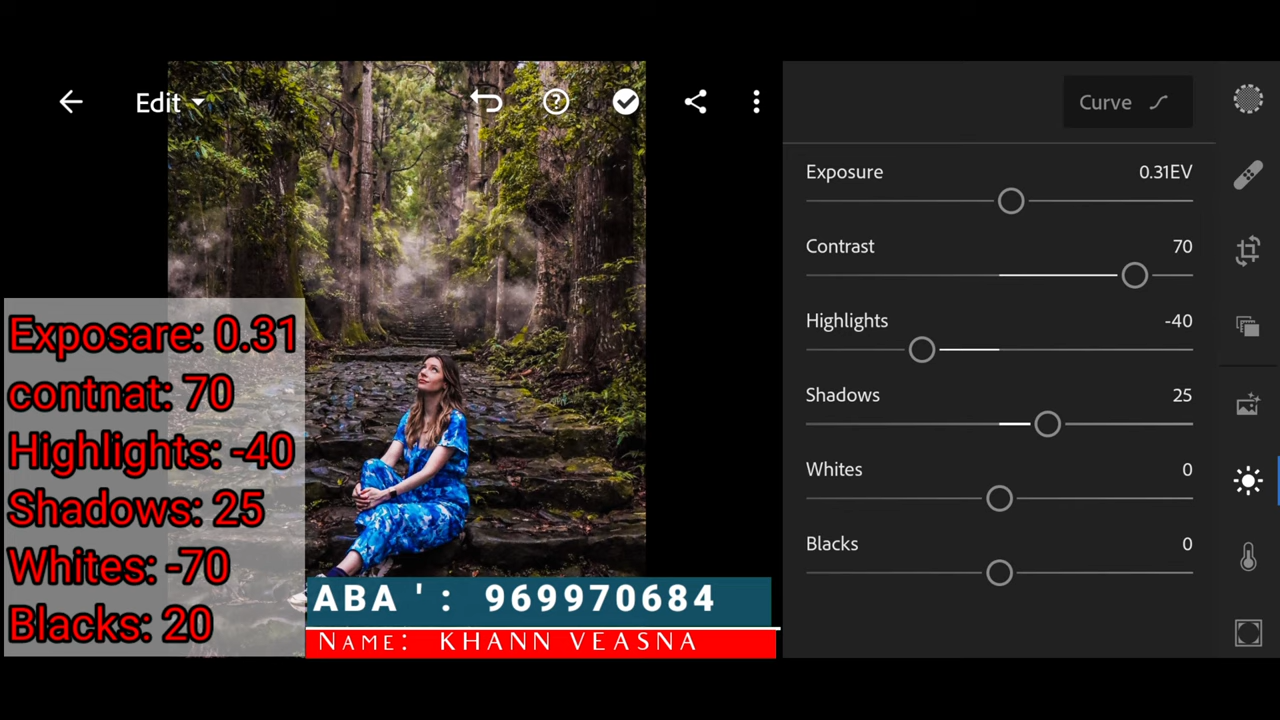 Edit
Curve
Exposure 0.31EV
Contrast 70
Highlights -40
Shadows 25
Whites 0
Blacks 0
Exposare: 0.31
contnat: 70
Highlights: -40
Shadows: 25
Whites: -70
Blacks: 20
ABA ' : 969970684
NAME: KHANN VEASNA